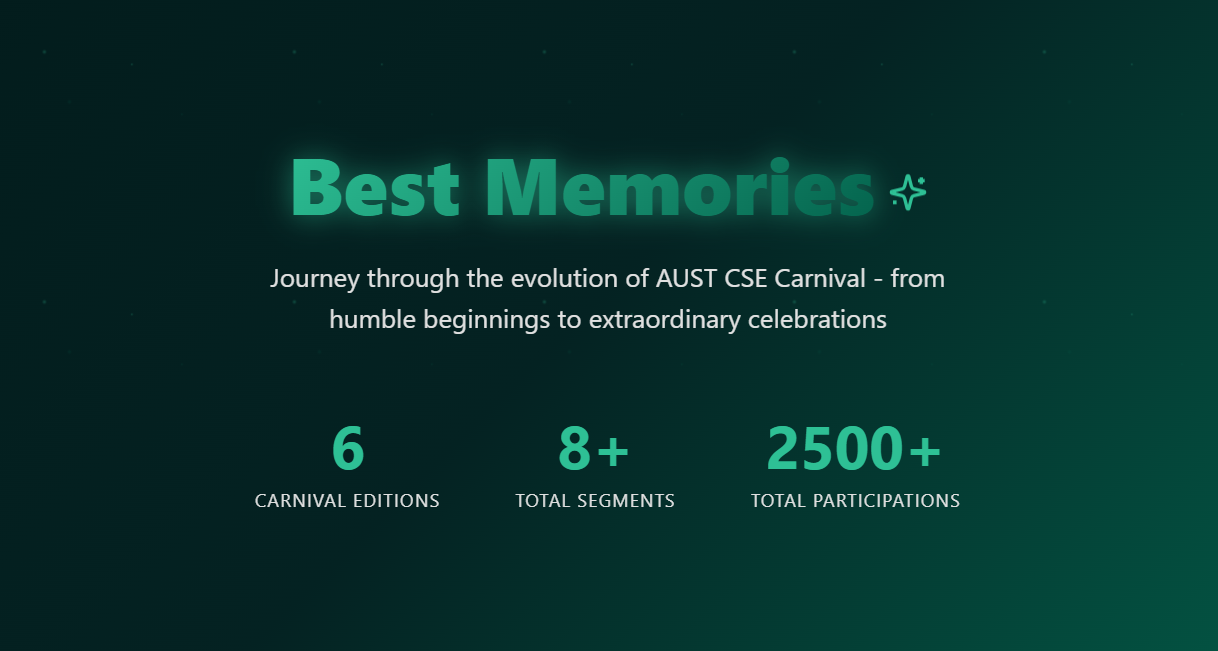 Best Memories
Journey through the evolution of AUST CSE Carnival - from
humble beginnings to extraordinary celebrations
6
CARNIVAL EDITIONS
8+
TOTAL SEGMENTS
2500+
TOTAL PARTICIPATIONS